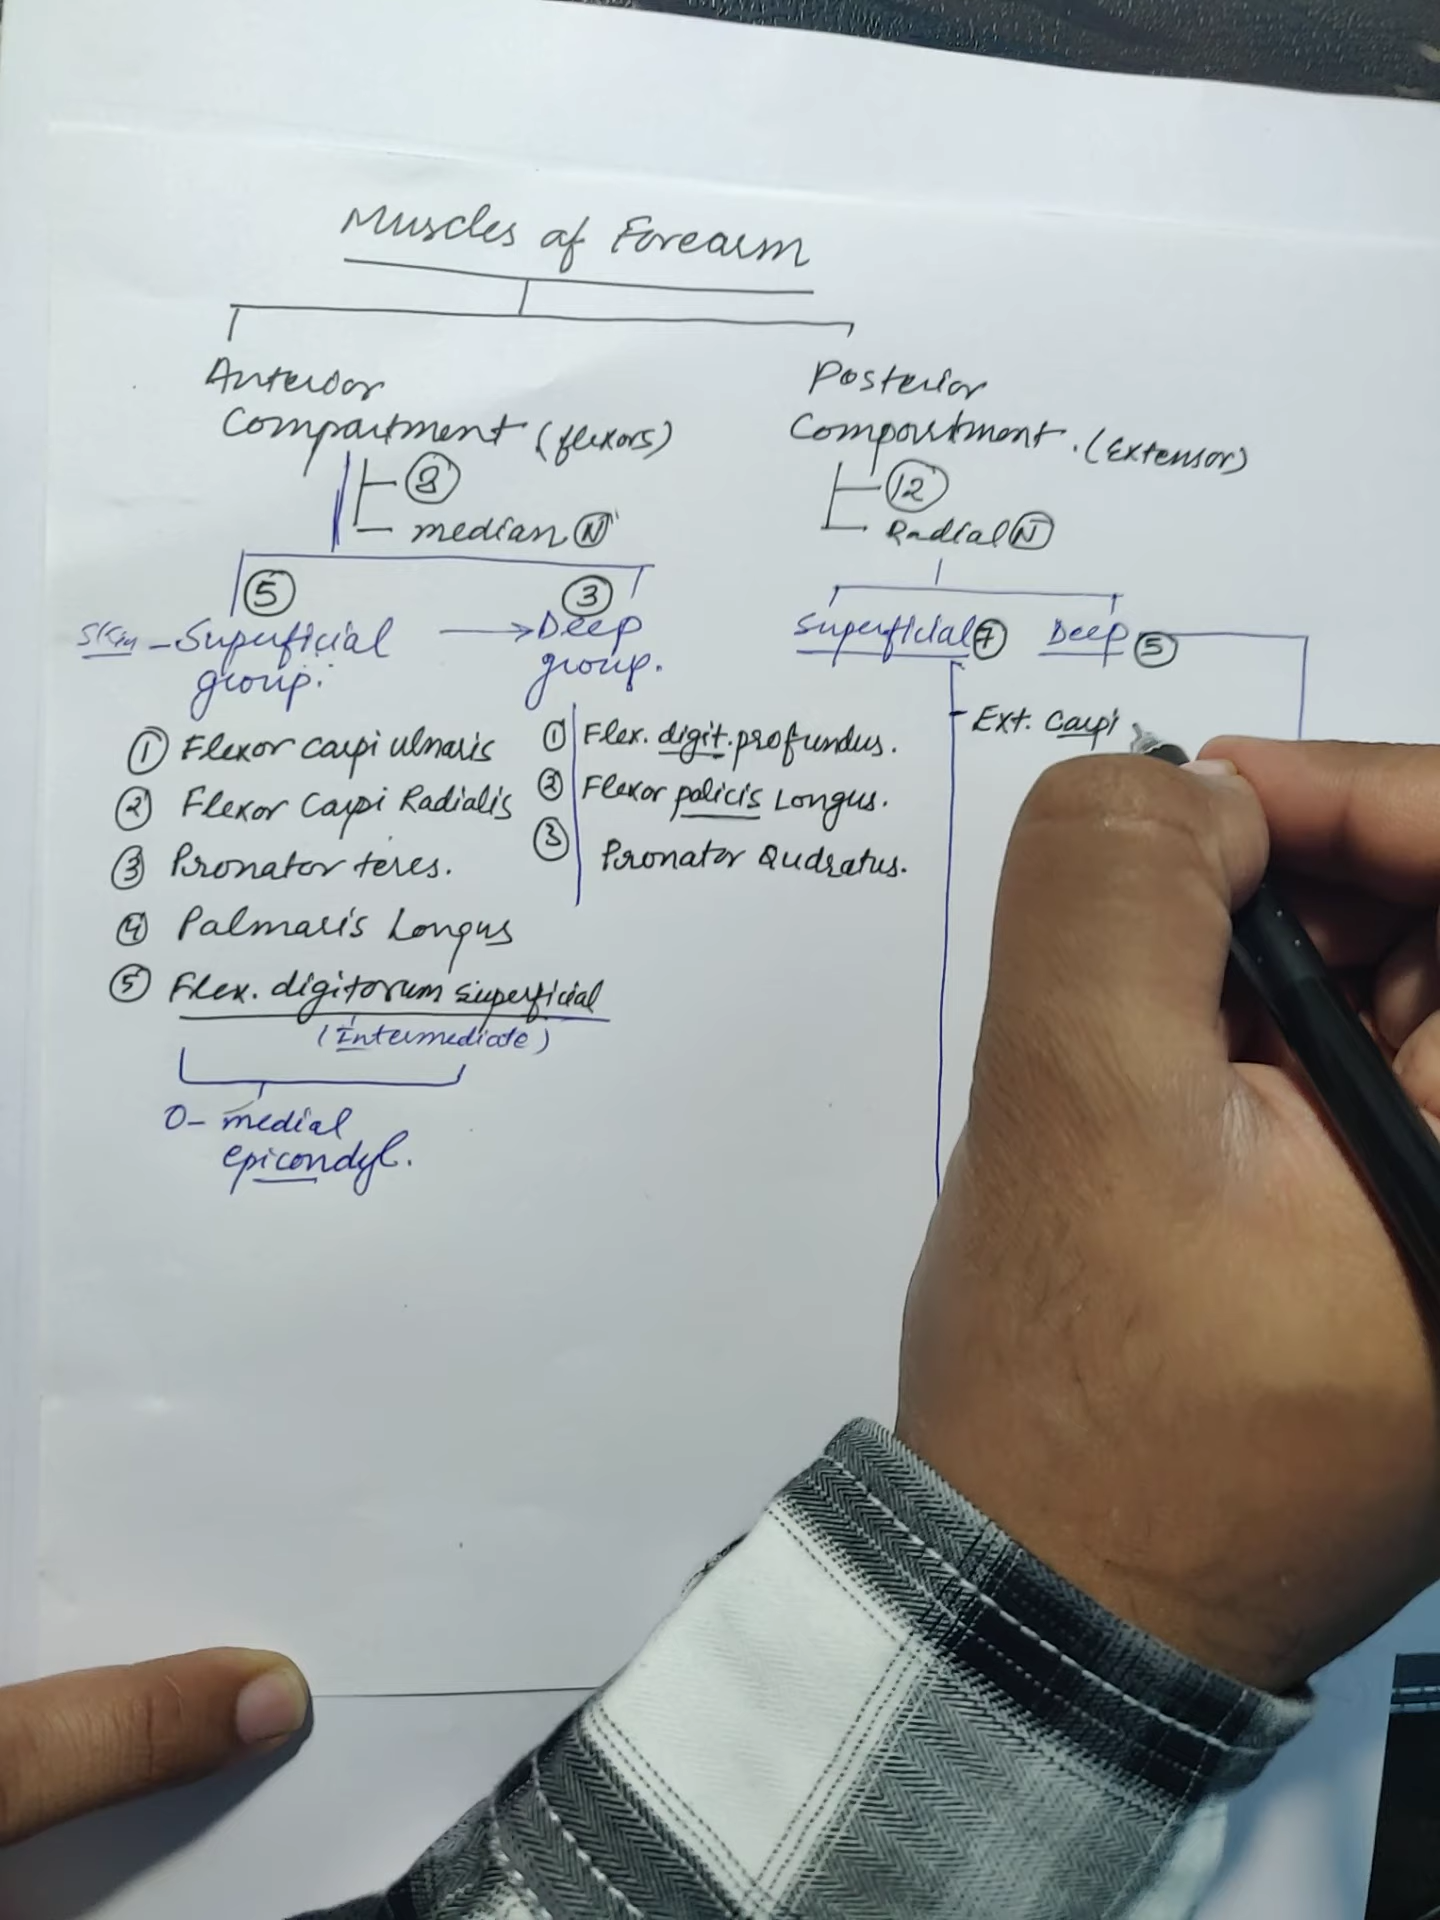 Muscles of Forearm
Anterior
Compartment (flexors)
8
median N
5
Skin - Superficial
group.
3
Deep
group.
1 Flexor carpi ulnaris
2 Flexor Carpi Radialis
3 Pronator teres.
4 Palmaris Longus
5 Flex. digitorum superficial
(Intermediate)
O- medial
epicondyl.
1 Flex. digit. profundus.
2 Flexor policis Longus.
3 Pronator Qudratus.
Posterior
Compartment. (Extensor)
12
Radial N
Superficial 7
Deep 5
- Ext. Carpi